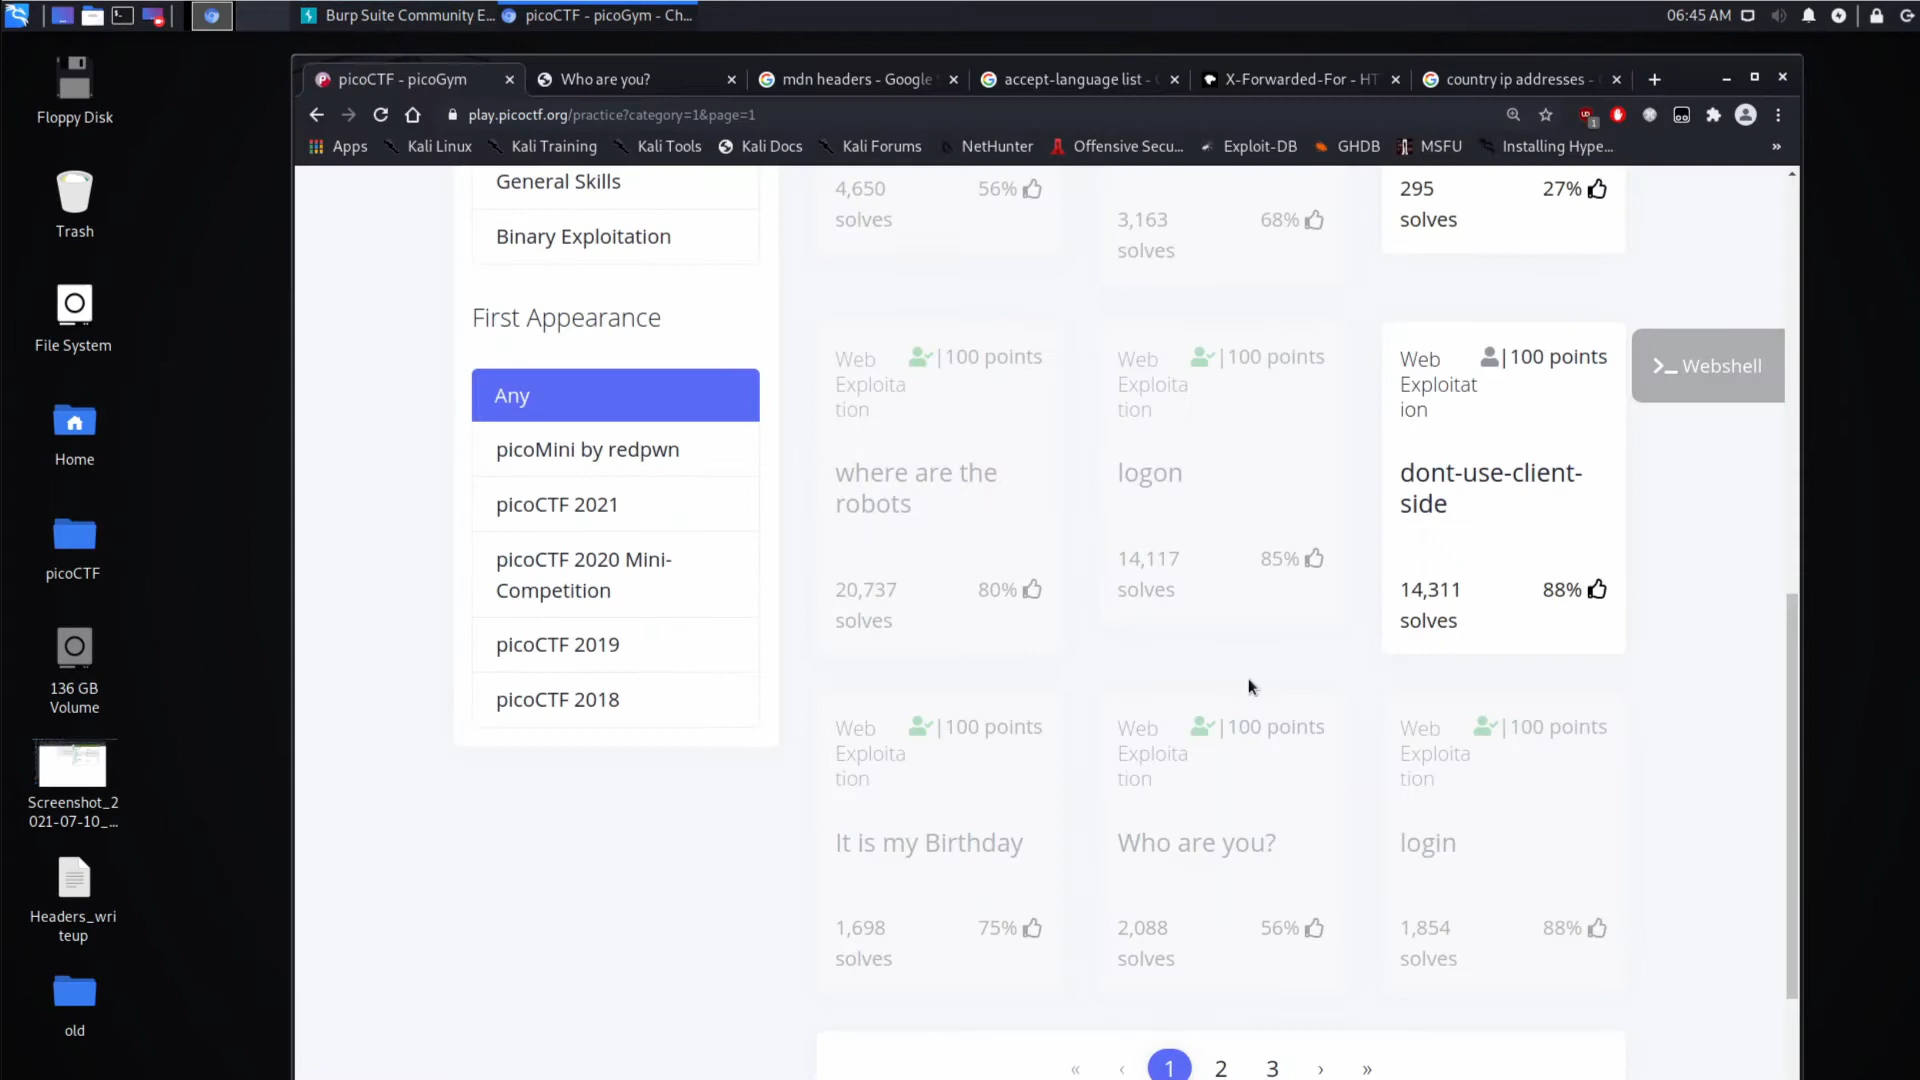 Burp Suite Community E...
picoCTF - picoGym - Ch...
06:45 AM
Floppy Disk
Trash
File System
Home
picoCTF
136 GB
Volume
Screenshot_2
021-07-10_...
Headers_wri
teup
old
picoCTF - picoGym
Who are you?
mdn headers - Google
accept-language list -
X-Forwarded-For - HT
country ip addresses -
play.picoctf.org/practice?category=1&page=1
Apps
Kali Linux
Kali Training
Kali Tools
Kali Docs
Kali Forums
NetHunter
Offensive Secu...
Exploit-DB
GHDB
MSFU
Installing Hype...
»
General Skills
Binary Exploitation
First Appearance
Any
picoMini by redpwn
picoCTF 2021
picoCTF 2020 Mini-
Competition
picoCTF 2019
picoCTF 2018
4,650
solves
56%
3,163
solves
68%
295
solves
27%
Web
Exploita
tion
|100 points
where are the
robots
20,737
solves
80%
Web
Exploita
tion
|100 points
logon
14,117
solves
85%
Web
Exploitat
ion
|100 points
dont-use-client-
side
14,311
solves
88%
>_ Webshell
Web
Exploita
tion
|100 points
It is my Birthday
1,698
solves
75%
Web
Exploita
tion
|100 points
Who are you?
2,088
solves
56%
Web
Exploita
tion
|100 points
login
1,854
solves
88%
« ‹ 1 2 3 › »